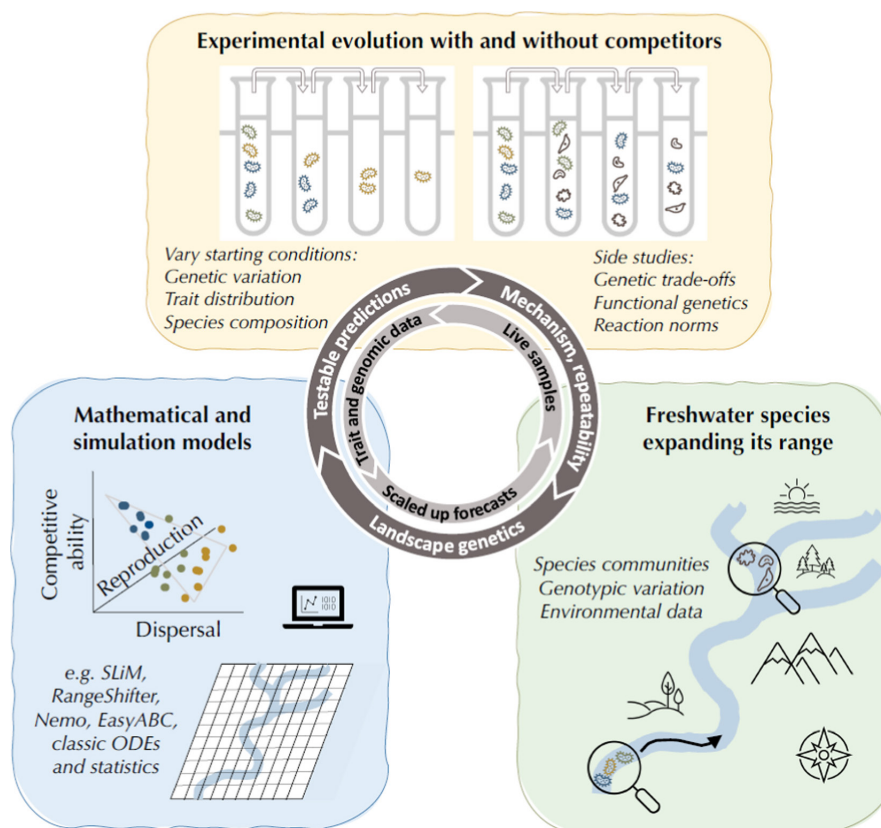 Experimental evolution with and without competitors
Vary starting conditions:
Genetic variation
Trait distribution
Species composition
Side studies:
Genetic trade-offs
Functional genetics
Reaction norms
Testable predictions
Mechanism, repeatability
Landscape genetics
Trait and genomic data
Live samples
Scaled up forecasts
Mathematical and
simulation models
Competitive
ability
Reproduction
Dispersal
1010
1010
e.g. SLiM,
RangeShifter,
Nemo, EasyABC,
classic ODEs
and statistics
Freshwater species
expanding its range
Species communities
Genotypic variation
Environmental data